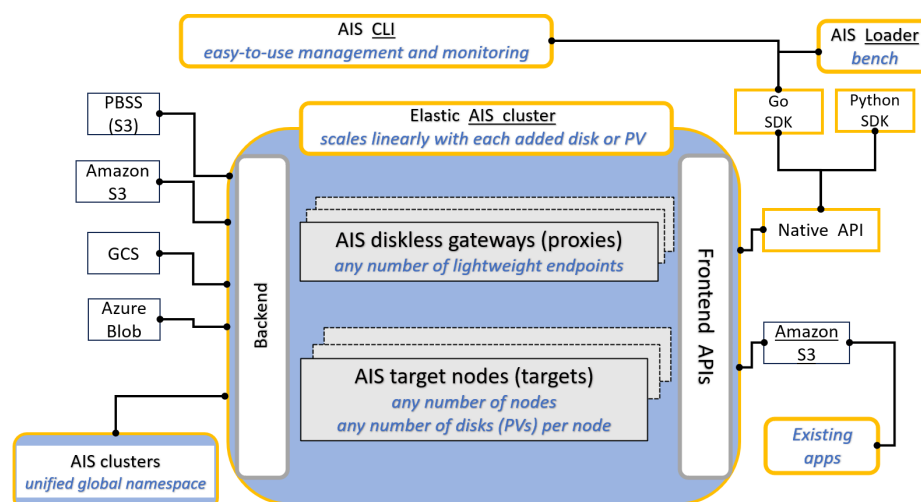 AIS CLI
easy-to-use management and monitoring
AIS Loader
bench
PBSS
(S3)
Elastic AIS cluster
scales linearly with each added disk or PV
Go
SDK
Python
SDK
Amazon
S3
AIS diskless gateways (proxies)
any number of lightweight endpoints
Native API
GCS
Backend
Frontend APIs
Azure
Blob
AIS target nodes (targets)
any number of nodes
any number of disks (PVs) per node
Amazon
S3
AIS clusters
unified global namespace
Existing
apps